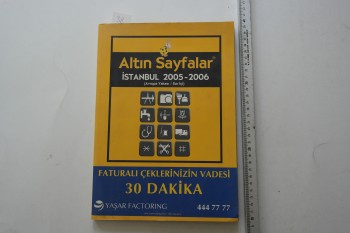 Altın Sayfalar
İSTANBUL 2005-2006
FATURALI ÇEKLERİNİZİN VADESİ
30 DAKİKA
YAŞAR FACTORING
444 77 77